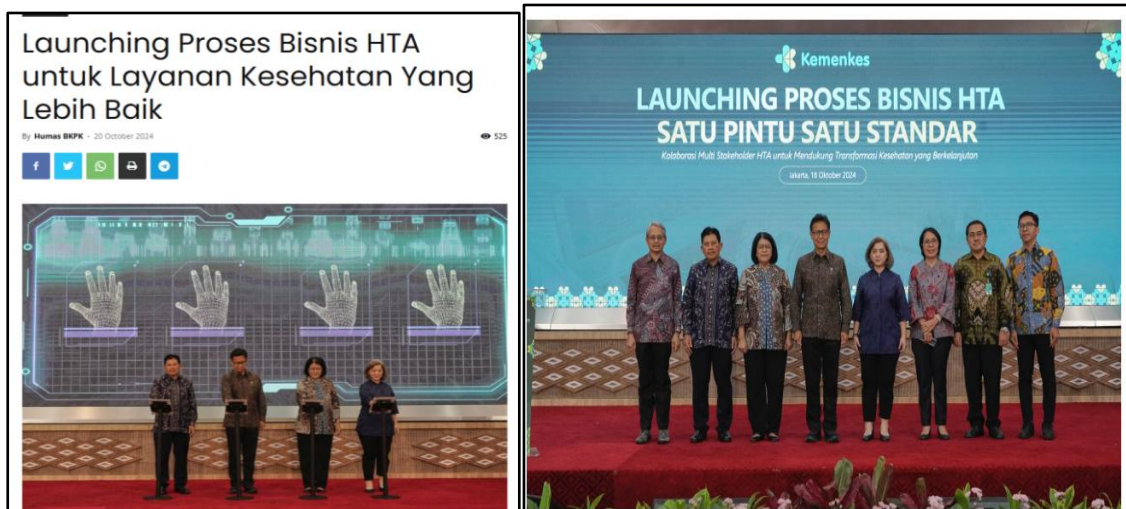 Launching Proses Bisnis HTA
untuk Layanan Kesehatan Yang
Lebih Baik
By Humas BKPK - 20 October 2024
525
Kemenkes
LAUNCHING PROSES BISNIS HTA
SATU PINTU SATU STANDAR
Kolaborasi Multi Stakeholder HTA untuk Mendukung Transformasi Kesehatan yang Berkelanjutan
Jakarta, 18 Oktober 2024